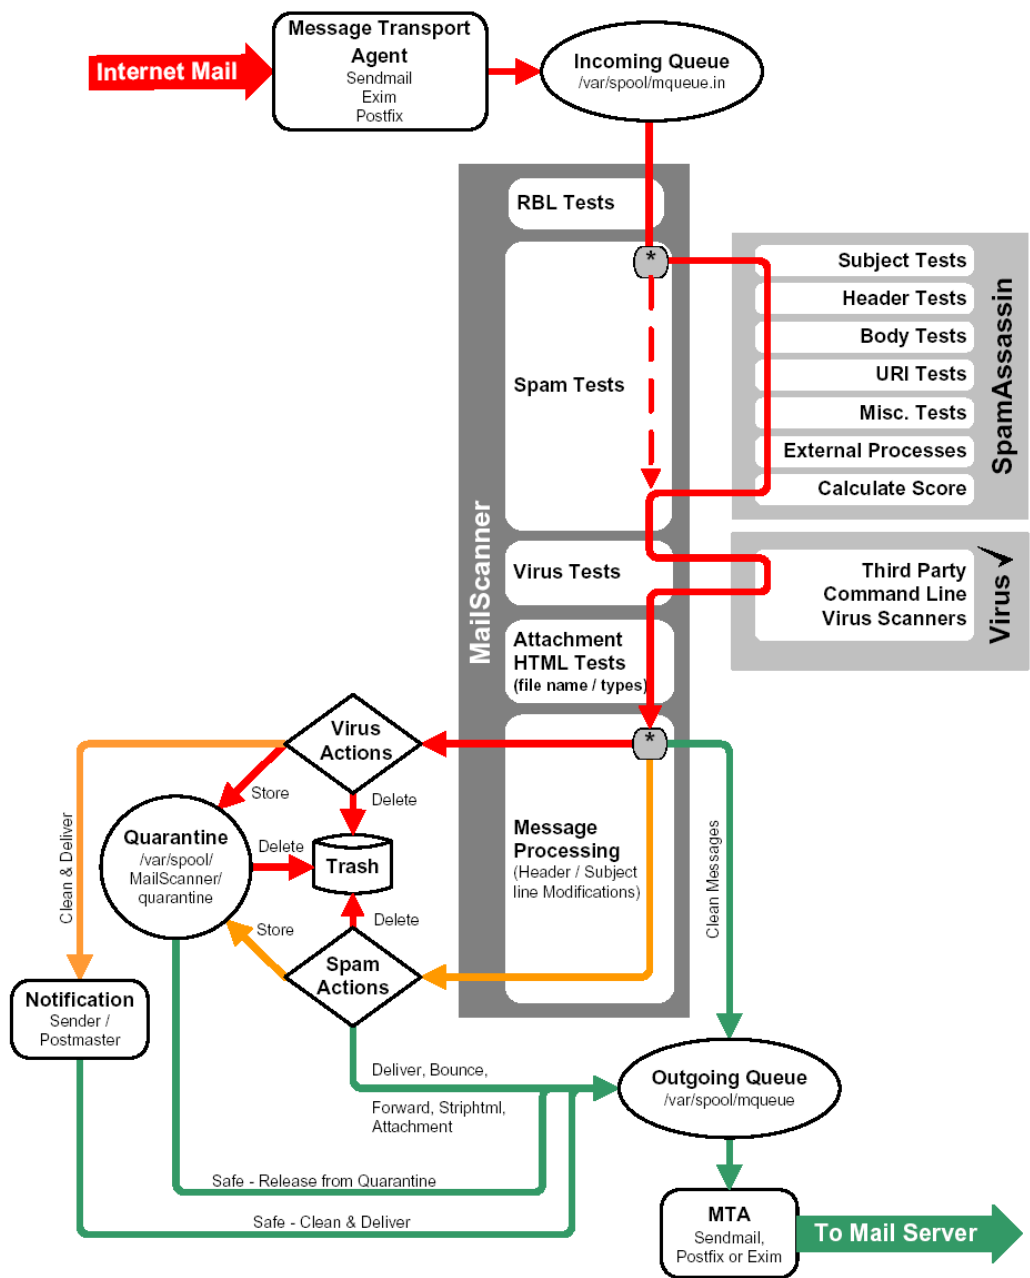 Internet Mail
Message Transport
Agent
Sendmail
Exim
Postfix
Incoming Queue
/var/spool/mqueue.in
MailScanner
RBL Tests
*
Spam Tests
Subject Tests
Header Tests
Body Tests
URI Tests
Misc. Tests
External Processes
Calculate Score
SpamAssassin
Virus Tests
Third Party
Command Line
Virus Scanners
Virus
Attachment
HTML Tests
(file name / types)
*
Message
Processing
(Header / Subject
line Modifications)
Virus
Actions
Store
Delete
Clean & Deliver
Quarantine
/var/spool/
MailScanner/
quarantine
Delete
Trash
Clean Messages
Store
Delete
Spam
Actions
Notification
Sender /
Postmaster
Deliver, Bounce,
Forward, Striphtml,
Attachment
Outgoing Queue
/var/spool/mqueue
Safe - Release from Quarantine
Safe - Clean & Deliver
MTA
Sendmail,
Postfix or Exim
To Mail Server